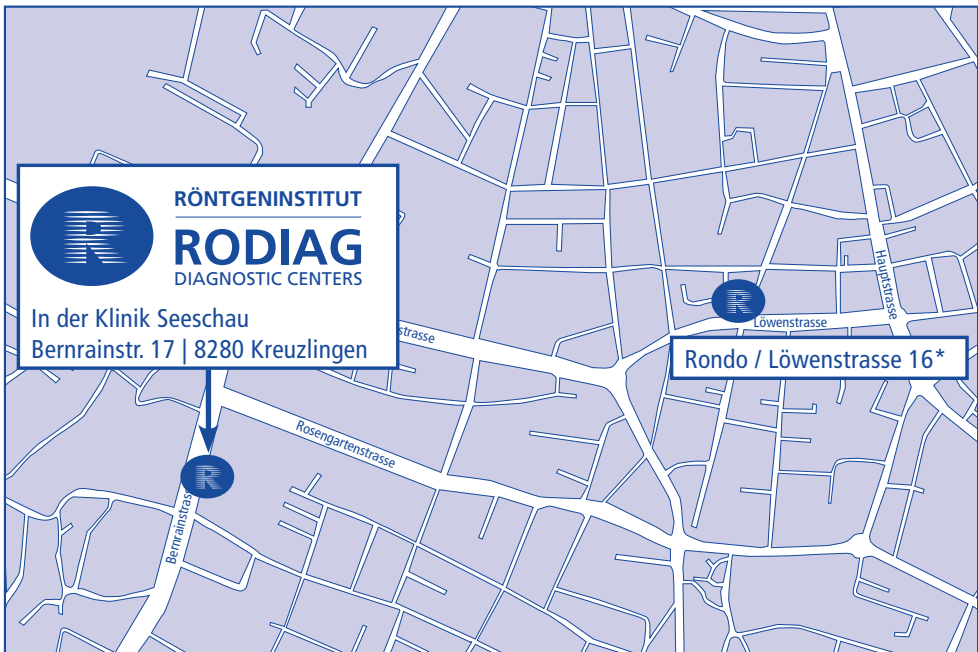 RÖNTGENINSTITUT
RODIAG
DIAGNOSTIC CENTERS
In der Klinik Seeschau
Bernrainstr. 17 | 8280 Kreuzlingen
strasse
Hauptstrasse
R
Löwenstrasse
Rondo / Löwenstrasse 16*
Rosengartenstrasse
R
Bernrainstrasse
R